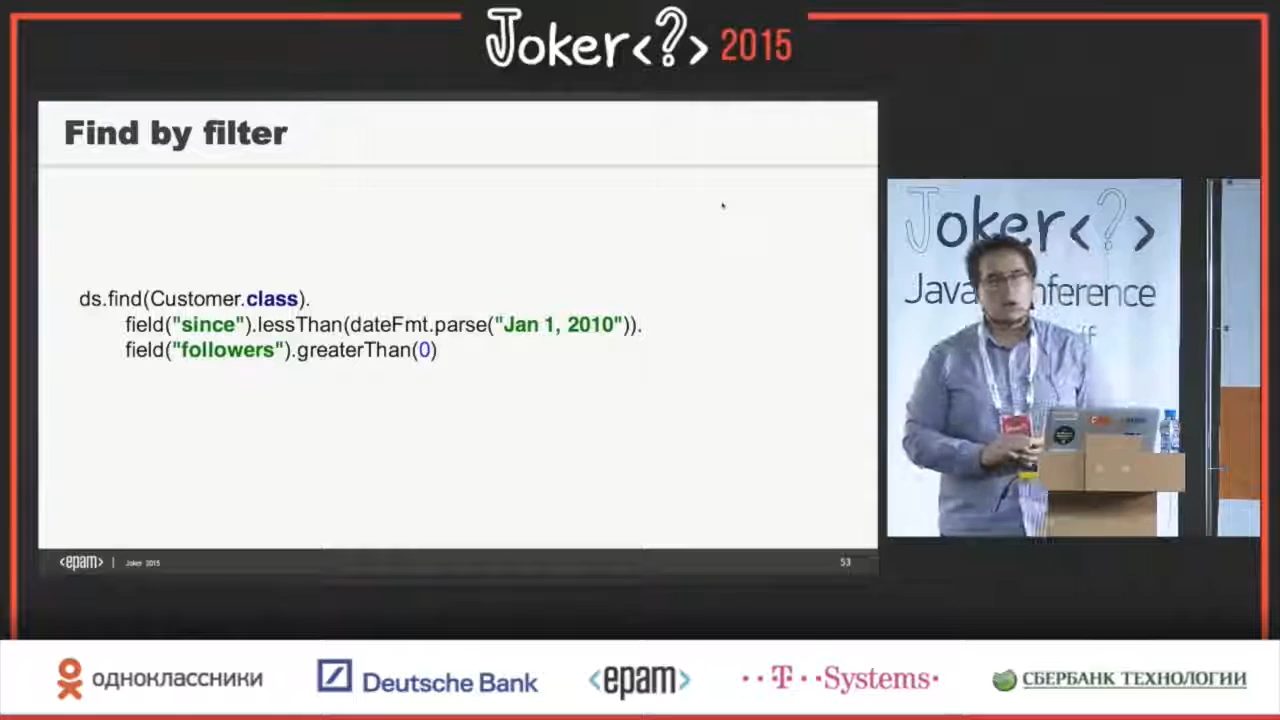 Joker<?> 2015
Find by filter
ds.find(Customer.class).
field("since").lessThan(dateFmt.parse("Jan 1, 2010")).
field("followers").greaterThan(0)
<epam> | Joker 2015
53
Joker<?>
Java
nference
одноклассники
Deutsche Bank
<epam>
T Systems
СБЕРБАНК ТЕХНОЛОГИИ